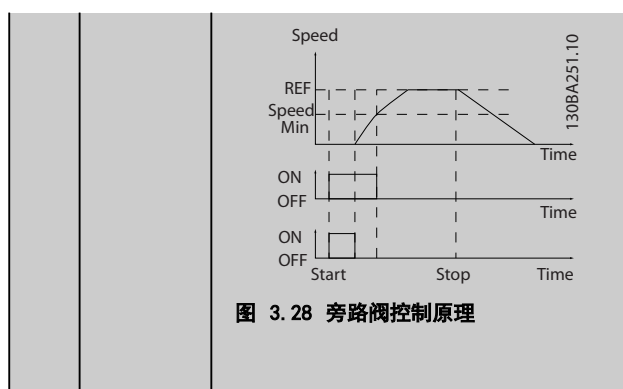 Speed
130BA251.10
REF
Speed
Min
Time
ON
OFF
Time
ON
OFF
Start Stop Time
图 3.28 旁路阀控制原理